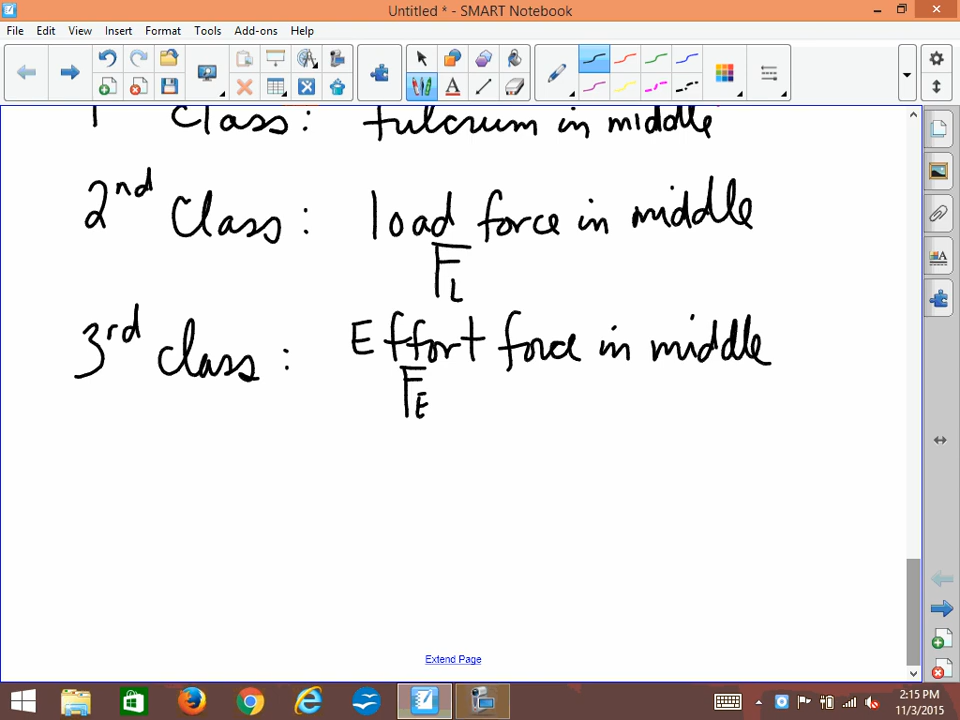 Untitled * - SMART Notebook
File Edit View Insert Format Tools Add-ons Help
Class: fulcrum in middle
2nd Class: load force in middle
FL
3rd class: Effort force in middle
FE
Extend Page
2:15 PM
11/3/2015